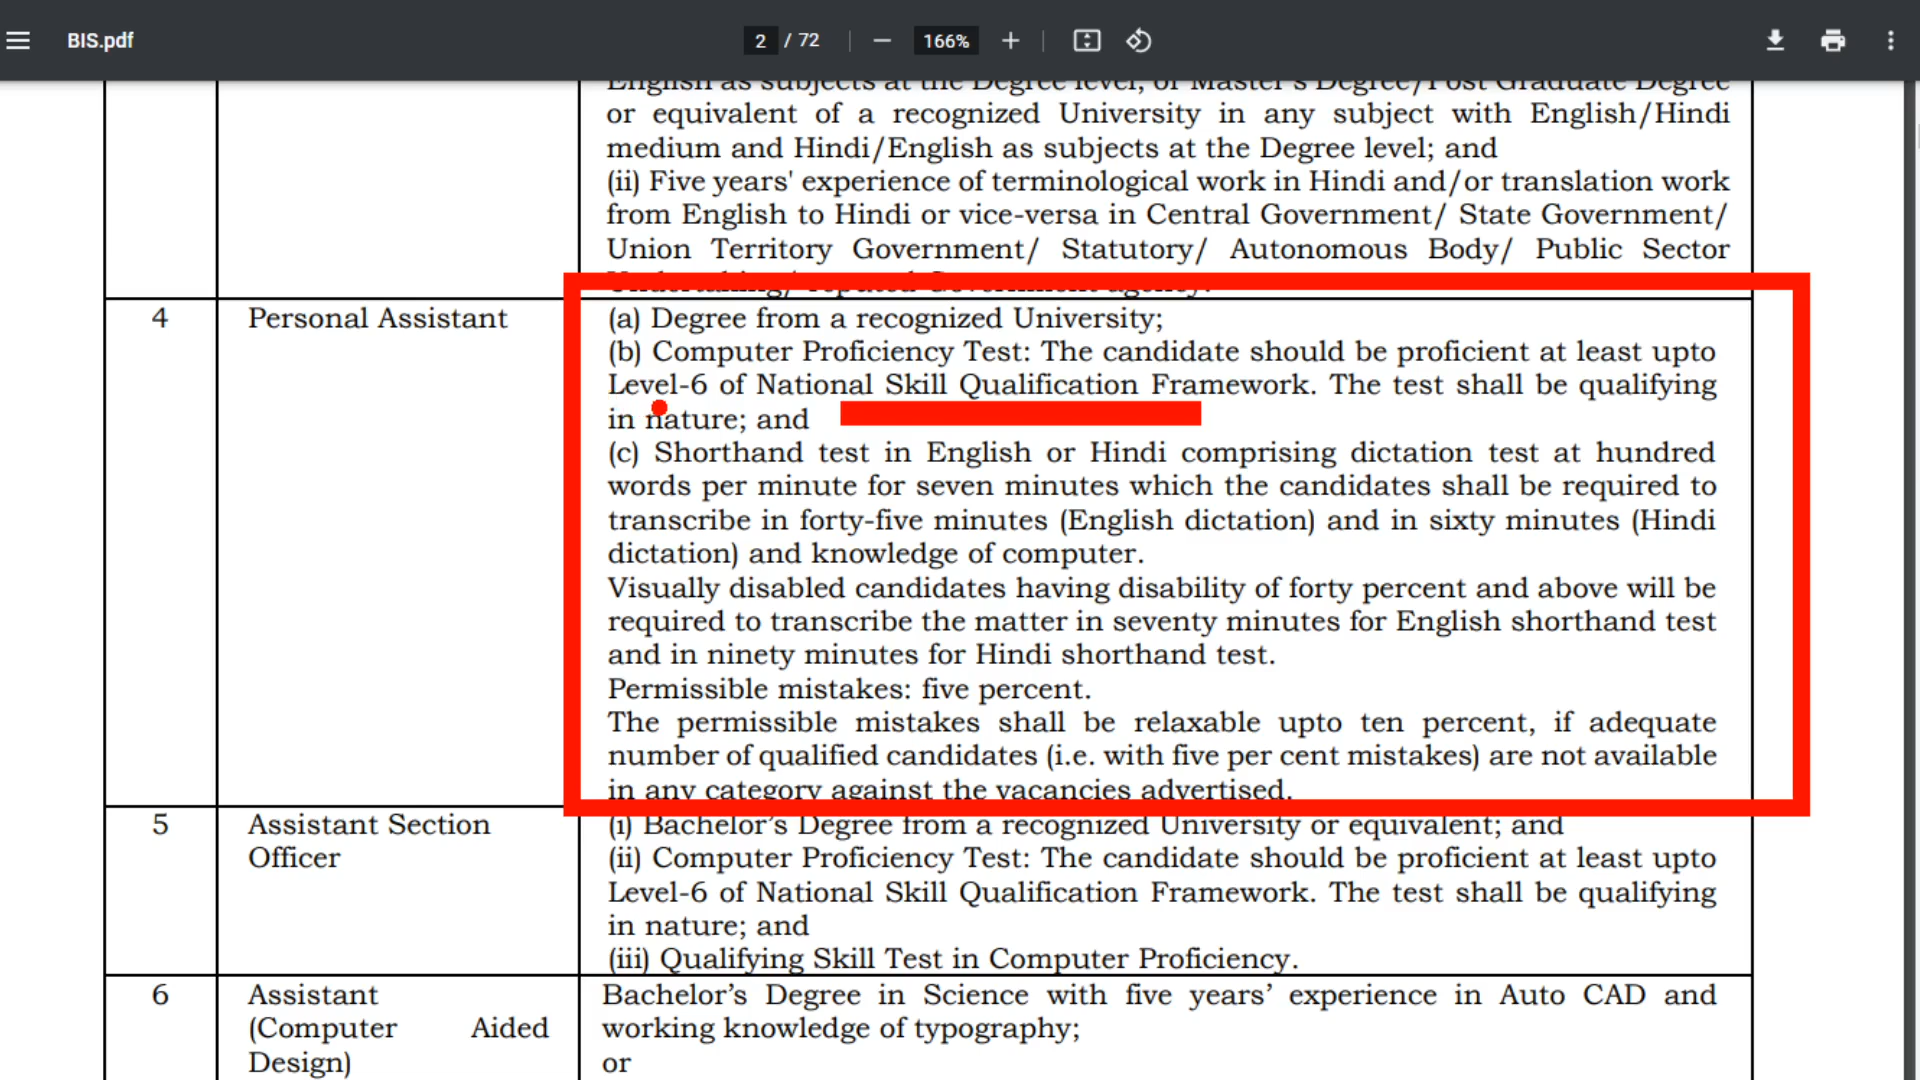 BIS.pdf
2 / 72
166%
English as subjects at the Degree level; or Master's Degree/Post Graduate Degree
or equivalent of a recognized University in any subject with English/Hindi
medium and Hindi/English as subjects at the Degree level; and
(ii) Five years' experience of terminological work in Hindi and/or translation work
from English to Hindi or vice-versa in Central Government/ State Government/
Union Territory Government/ Statutory/ Autonomous Body/ Public Sector
4
Personal Assistant
(a) Degree from a recognized University;
(b) Computer Proficiency Test: The candidate should be proficient at least upto
Level-6 of National Skill Qualification Framework. The test shall be qualifying
in nature; and
(c) Shorthand test in English or Hindi comprising dictation test at hundred
words per minute for seven minutes which the candidates shall be required to
transcribe in forty-five minutes (English dictation) and in sixty minutes (Hindi
dictation) and knowledge of computer.
Visually disabled candidates having disability of forty percent and above will be
required to transcribe the matter in seventy minutes for English shorthand test
and in ninety minutes for Hindi shorthand test.
Permissible mistakes: five percent.
The permissible mistakes shall be relaxable upto ten percent, if adequate
number of qualified candidates (i.e. with five per cent mistakes) are not available
in any category against the vacancies advertised.
5
Assistant Section
Officer
(i) Bachelor's Degree from a recognized University or equivalent; and
(ii) Computer Proficiency Test: The candidate should be proficient at least upto
Level-6 of National Skill Qualification Framework. The test shall be qualifying
in nature; and
(iii) Qualifying Skill Test in Computer Proficiency.
6
Assistant
(Computer Aided
Design)
Bachelor’s Degree in Science with five years’ experience in Auto CAD and
working knowledge of typography;
or